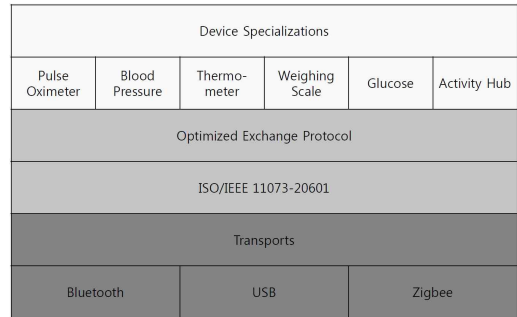 Device Specializations
Pulse
Oximeter
Blood
Pressure
Thermo-
meter
Weighing
Scale
Glucose
Activity Hub
Optimized Exchange Protocol
ISO/IEEE 11073-20601
Transports
Bluetooth
USB
Zigbee